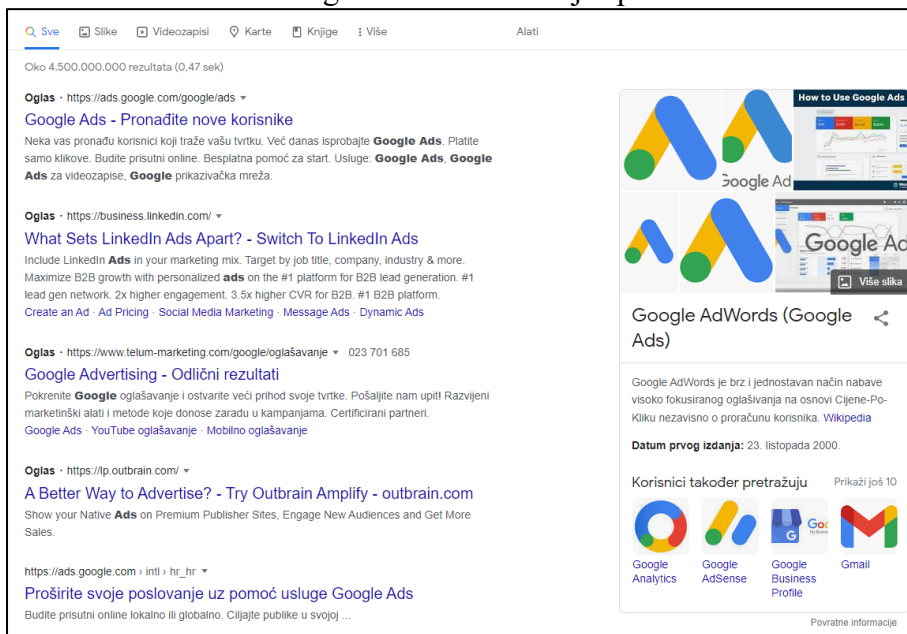 Sve Slike Videozapisi Karte Knjige Više Alati
Oko 4.500.000.000 rezultata (0,47 sek)
Oglas · https://ads.google.com/google/ads
Google Ads - Pronađite nove korisnike
Neka vas pronađu korisnici koji traže vašu tvrtku. Već danas isprobajte Google Ads. Platite
samo klikove. Budite prisutni online. Besplatna pomoć za start. Usluge: Google Ads, Google
Ads za videozapise, Google prikazivačka mreža.
Oglas · https://business.linkedin.com/
What Sets LinkedIn Ads Apart? - Switch To LinkedIn Ads
Include LinkedIn Ads in your marketing mix. Target by job title, company, industry & more.
Maximize B2B growth with personalized ads on the #1 platform for B2B lead generation. #1
lead gen network. 2x higher engagement. 3.5x higher CVR for B2B. #1 B2B platform.
Create an Ad · Ad Pricing · Social Media Marketing · Message Ads · Dynamic Ads
Oglas · https://www.telum-marketing.com/google/oglašavanje 023 701 685
Google Advertising - Odlični rezultati
Pokrenite Google oglašavanje i ostvarite veći prihod svoje tvrtke. Pošaljite nam upit! Razvijeni
marketinški alati i metode koje donose zaradu u kampanjama. Certificirani partneri.
Google Ads · YouTube oglašavanje · Mobilno oglašavanje
Oglas · https://lp.outbrain.com/
A Better Way to Advertise? - Try Outbrain Amplify - outbrain.com
Show your Native Ads on Premium Publisher Sites, Engage New Audiences and Get More
Sales.
https://ads.google.com › intl › hr_hr
Proširite svoje poslovanje uz pomoć usluge Google Ads
Budite prisutni online lokalno ili globalno. Ciljajte publike u svojoj ...
How to Use Google Ads
Google Ad
Google Ad
Više slika
Google AdWords (Google
Ads)
Google AdWords je brz i jednostavan način nabave
visoko fokusiranog oglišivanja na osnovi Cijene-Po-
Kliku nezavisno o proračunu korisnika. Wikipedia
Datum prvog izdanja: 23. listopada 2000.
Korisnici također pretražuju Prikaži još 10
Google
Analytics
Google
AdSense
Google
Business
Profile
Gmail
Povratne informacije